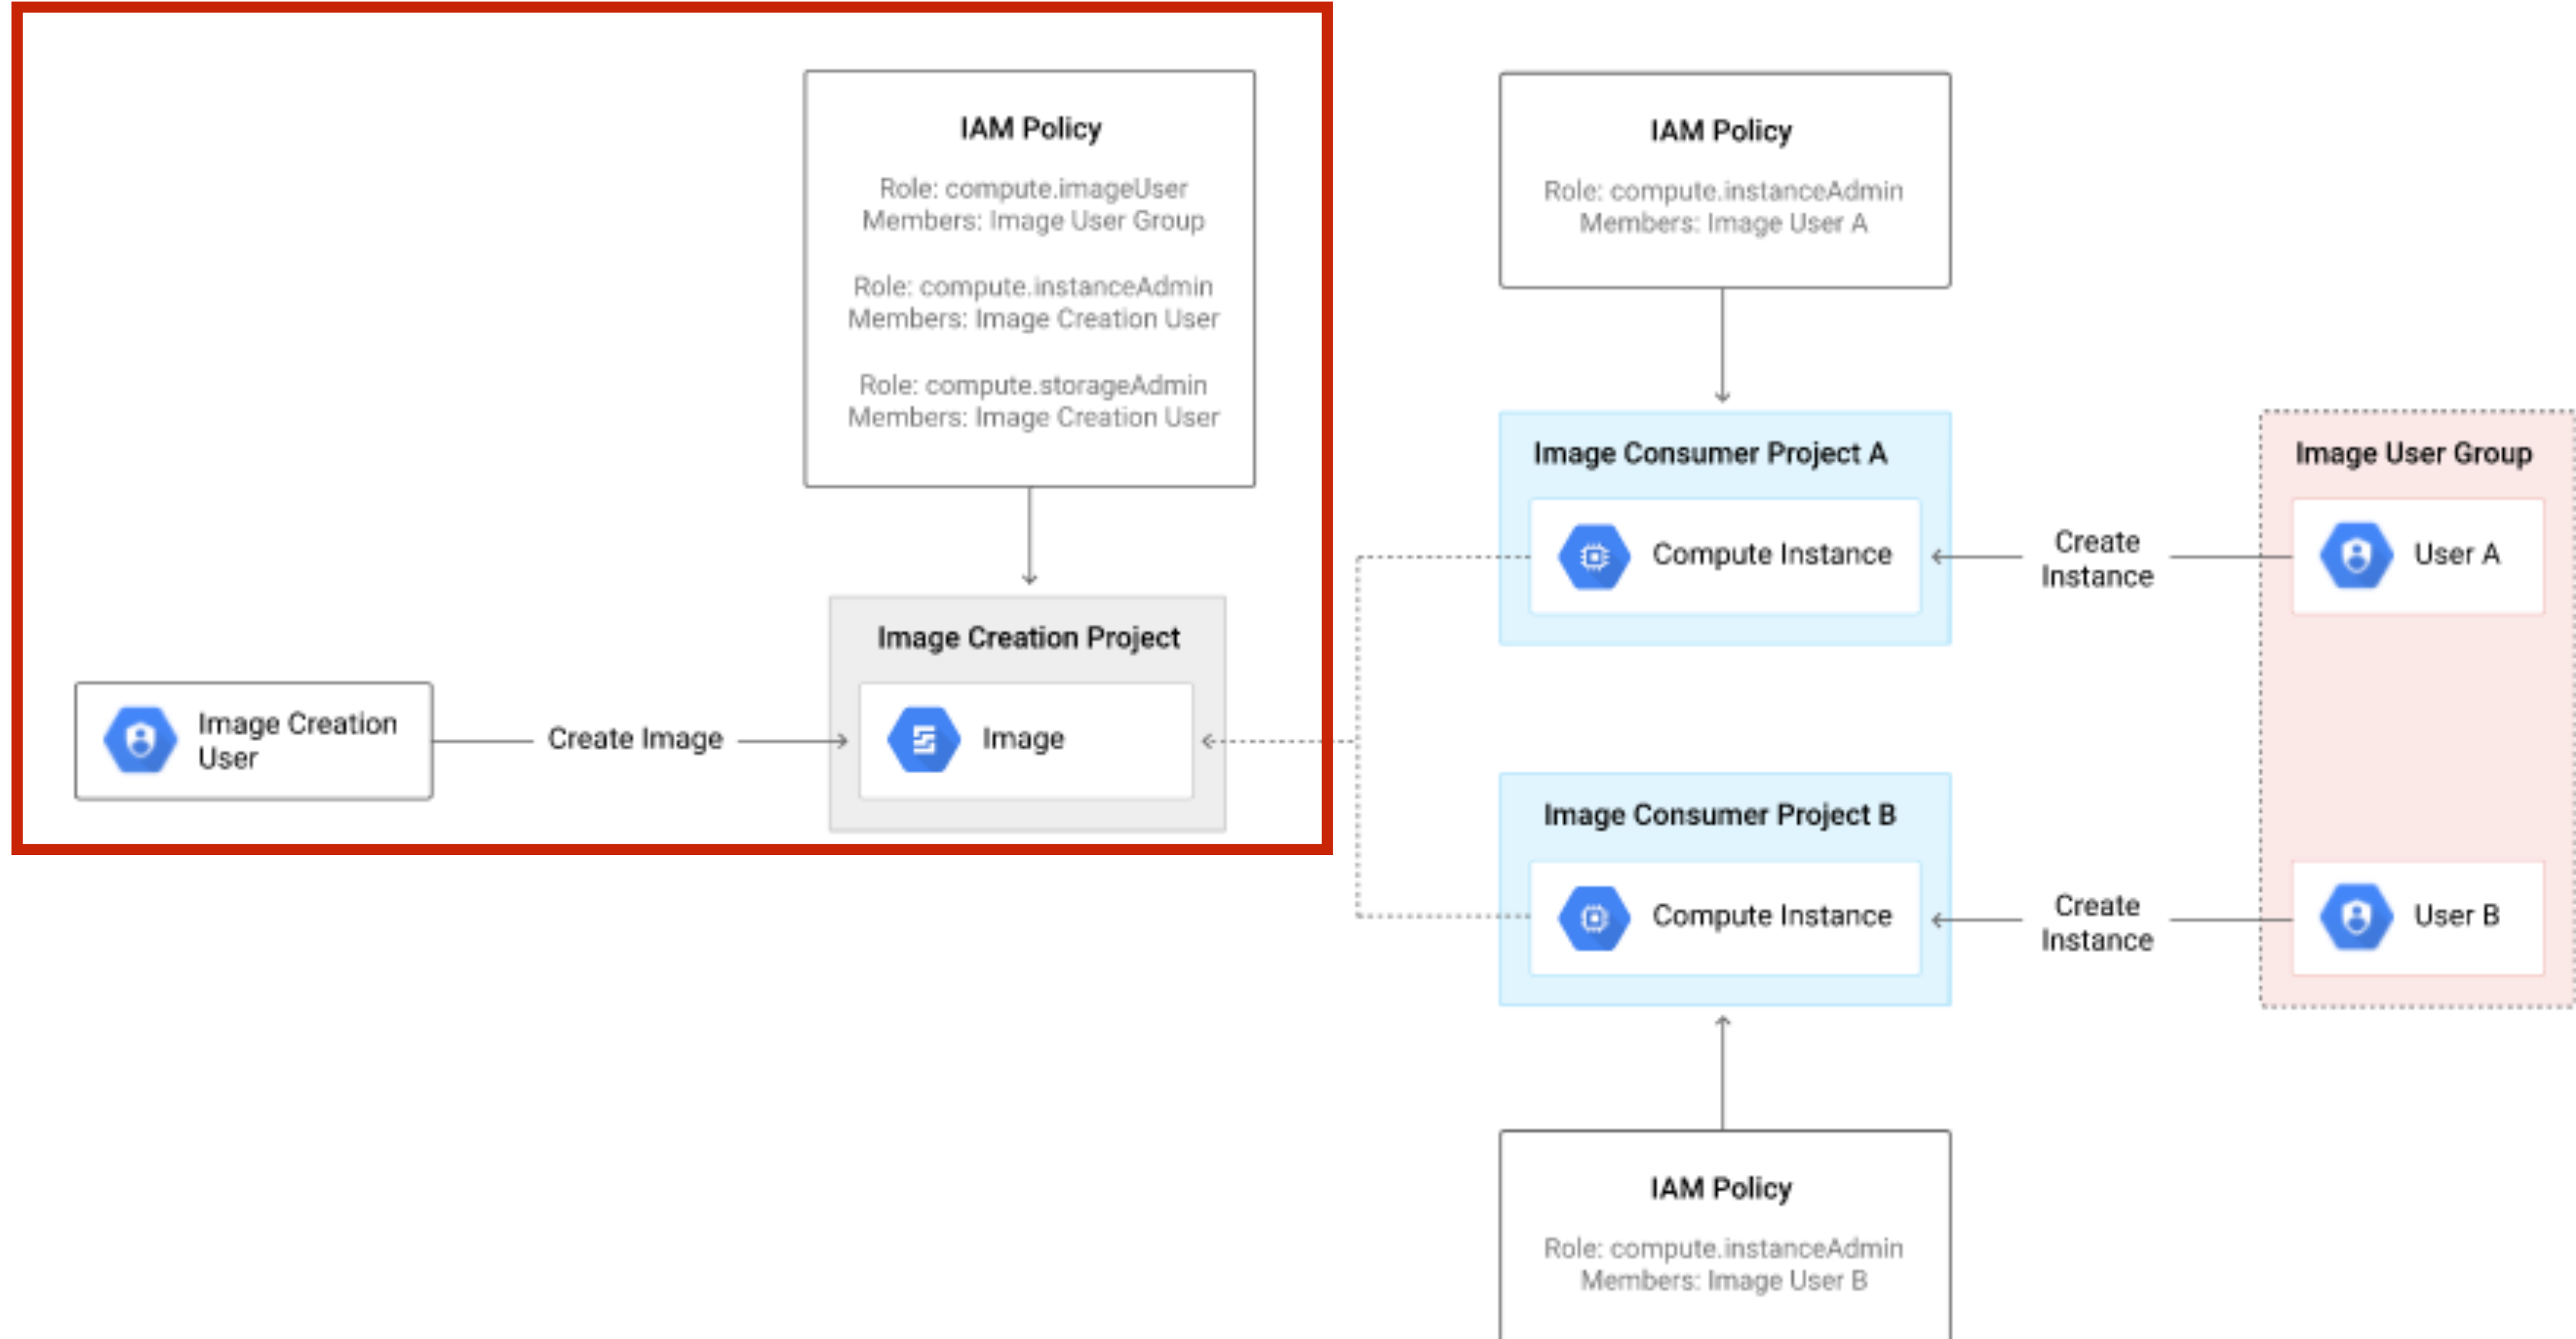 IAM Policy
Role: compute.imageUser
Members: Image User Group
Role: compute.instanceAdmin
Members: Image Creation User
Role: compute.storageAdmin
Members: Image Creation User
Image Creation Project
Image Creation
User
Create Image
Image
IAM Policy
Role: compute.instanceAdmin
Members: Image User A
Image Consumer Project A
Compute Instance
Create
Instance
Image User Group
User A
Image Consumer Project B
Compute Instance
Create
Instance
User B
IAM Policy
Role: compute.instanceAdmin
Members: Image User B